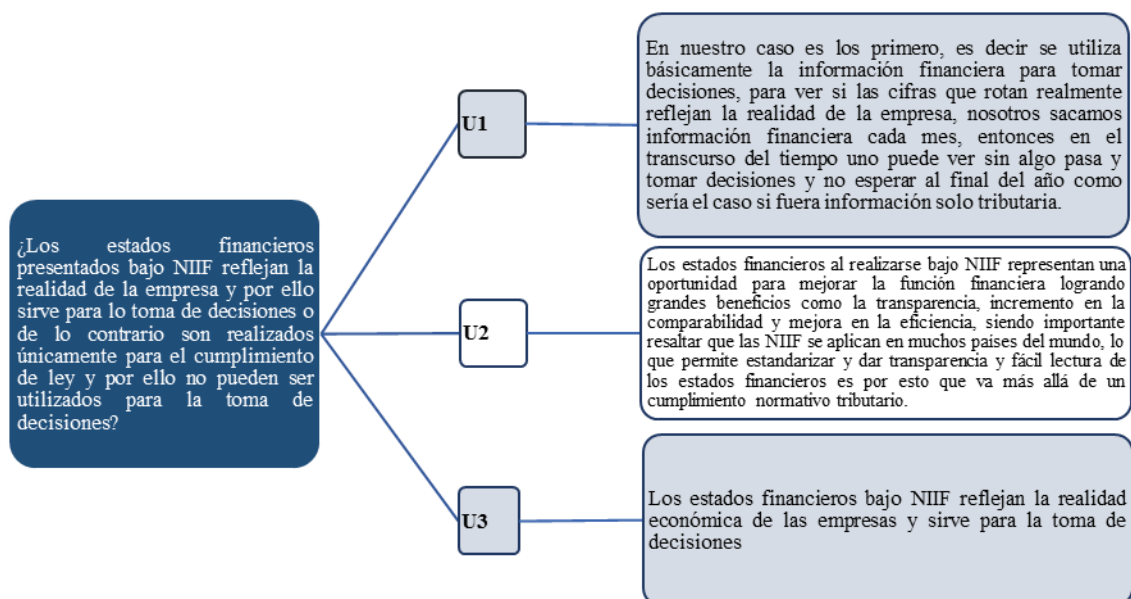 ¿Los estados financieros
presentados bajo NIIF reflejan la
realidad de la empresa y por ello
sirve para lo toma de decisiones o
de lo contrario son realizados
únicamente para el cumplimiento
de ley y por ello no pueden ser
utilizados para la toma de
decisiones?
U1
En nuestro caso es los primero, es decir se utiliza
básicamente la información financiera para tomar
decisiones, para ver si las cifras que rotan realmente
reflejan la realidad de la empresa, nosotros sacamos
información financiera cada mes, entonces en el
transcurso del tiempo uno puede ver sin algo pasa y
tomar decisiones y no esperar al final del año como
sería el caso si fuera información solo tributaria.
U2
Los estados financieros al realizarse bajo NIIF representan una
oportunidad para mejorar la función financiera logrando
grandes beneficios como la transparencia, incremento en la
comparabilidad y mejora en la eficiencia, siendo importante
resaltar que las NIIF se aplican en muchos países del mundo, lo
que permite estandarizar y dar transparencia y fácil lectura de
los estados financieros es por esto que va más allá de un
cumplimiento normativo tributario.
U3
Los estados financieros bajo NIIF reflejan la realidad
económica de las empresas y sirve para la toma de
decisiones